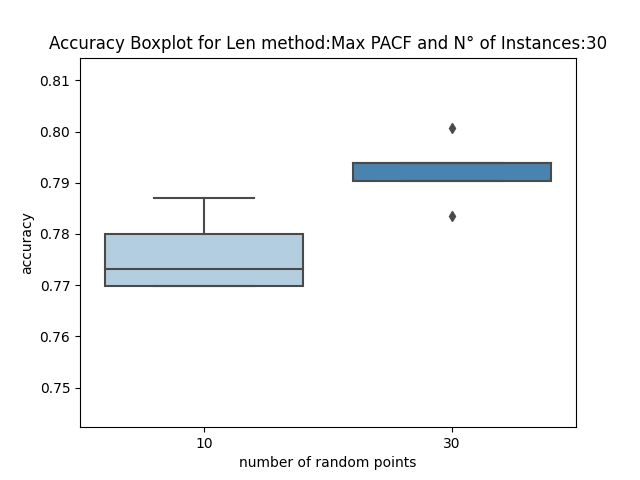 Accuracy Boxplot for Len method:Max PACF and N° of Instances:30
0.81
0.80
0.79
0.78
0.77
0.76
0.75
accuracy
10 30
number of random points